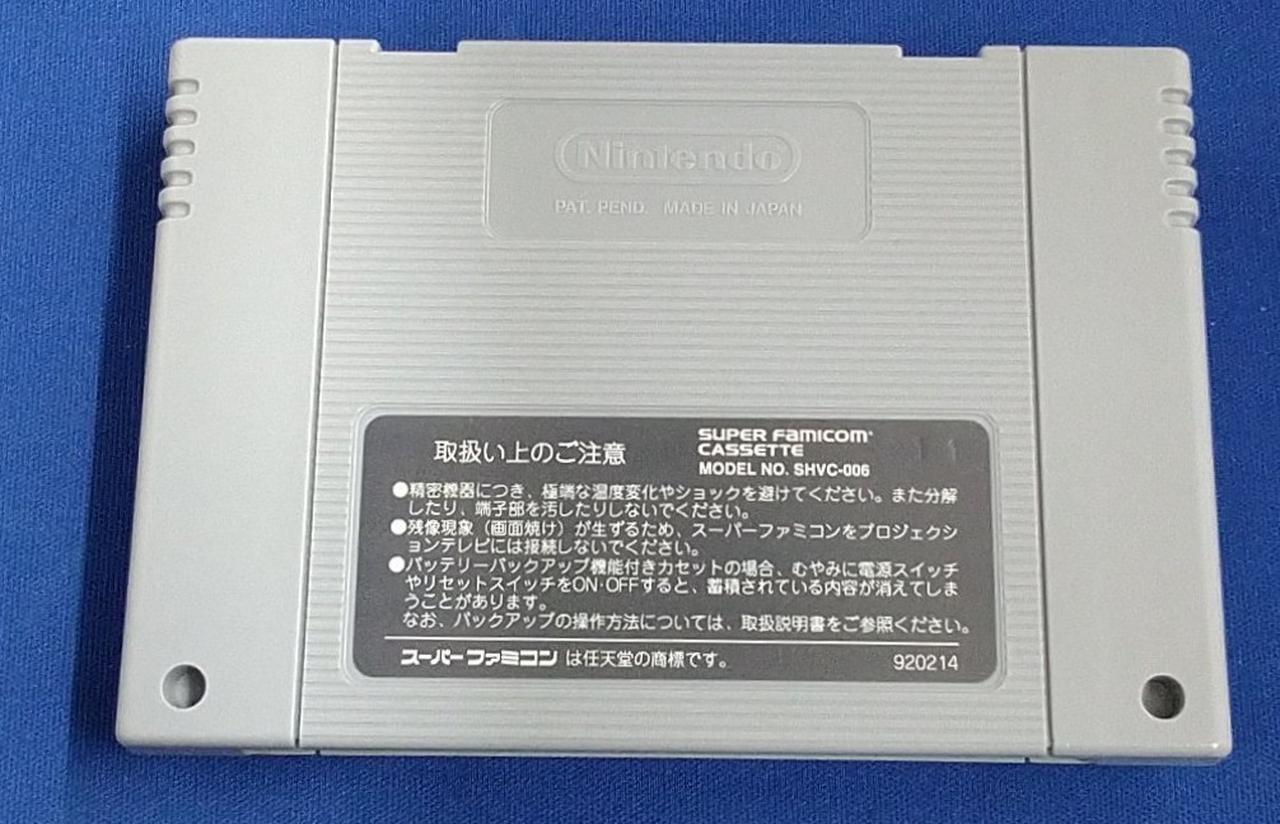 Nintendo
PAT. PEND. MADE IN JAPAN
取扱い上のご注意
SUPER FAMICOM
CASSETTE
MODEL NO. SHVC-006
11
●精密機器につき、極端な温度変化やショックを避けてください。また分解
したり、端子部を汚したりしないでください。
●残像現象（画面焼け）が生ずるため、スーパーファミコンをプロジェクシ
ョンテレビには接続しないでください。
●バッテリーバックアップ機能付きカセットの場合、むやみに電源スイッチ
やリセットスイッチをON·OFFすると、蓄積されている内容が消えてしま
うことがあります。
なお、バックアップの操作方法については、取扱説明書をご参照ください。
スーパーファミコン は任天堂の商標です。
920214